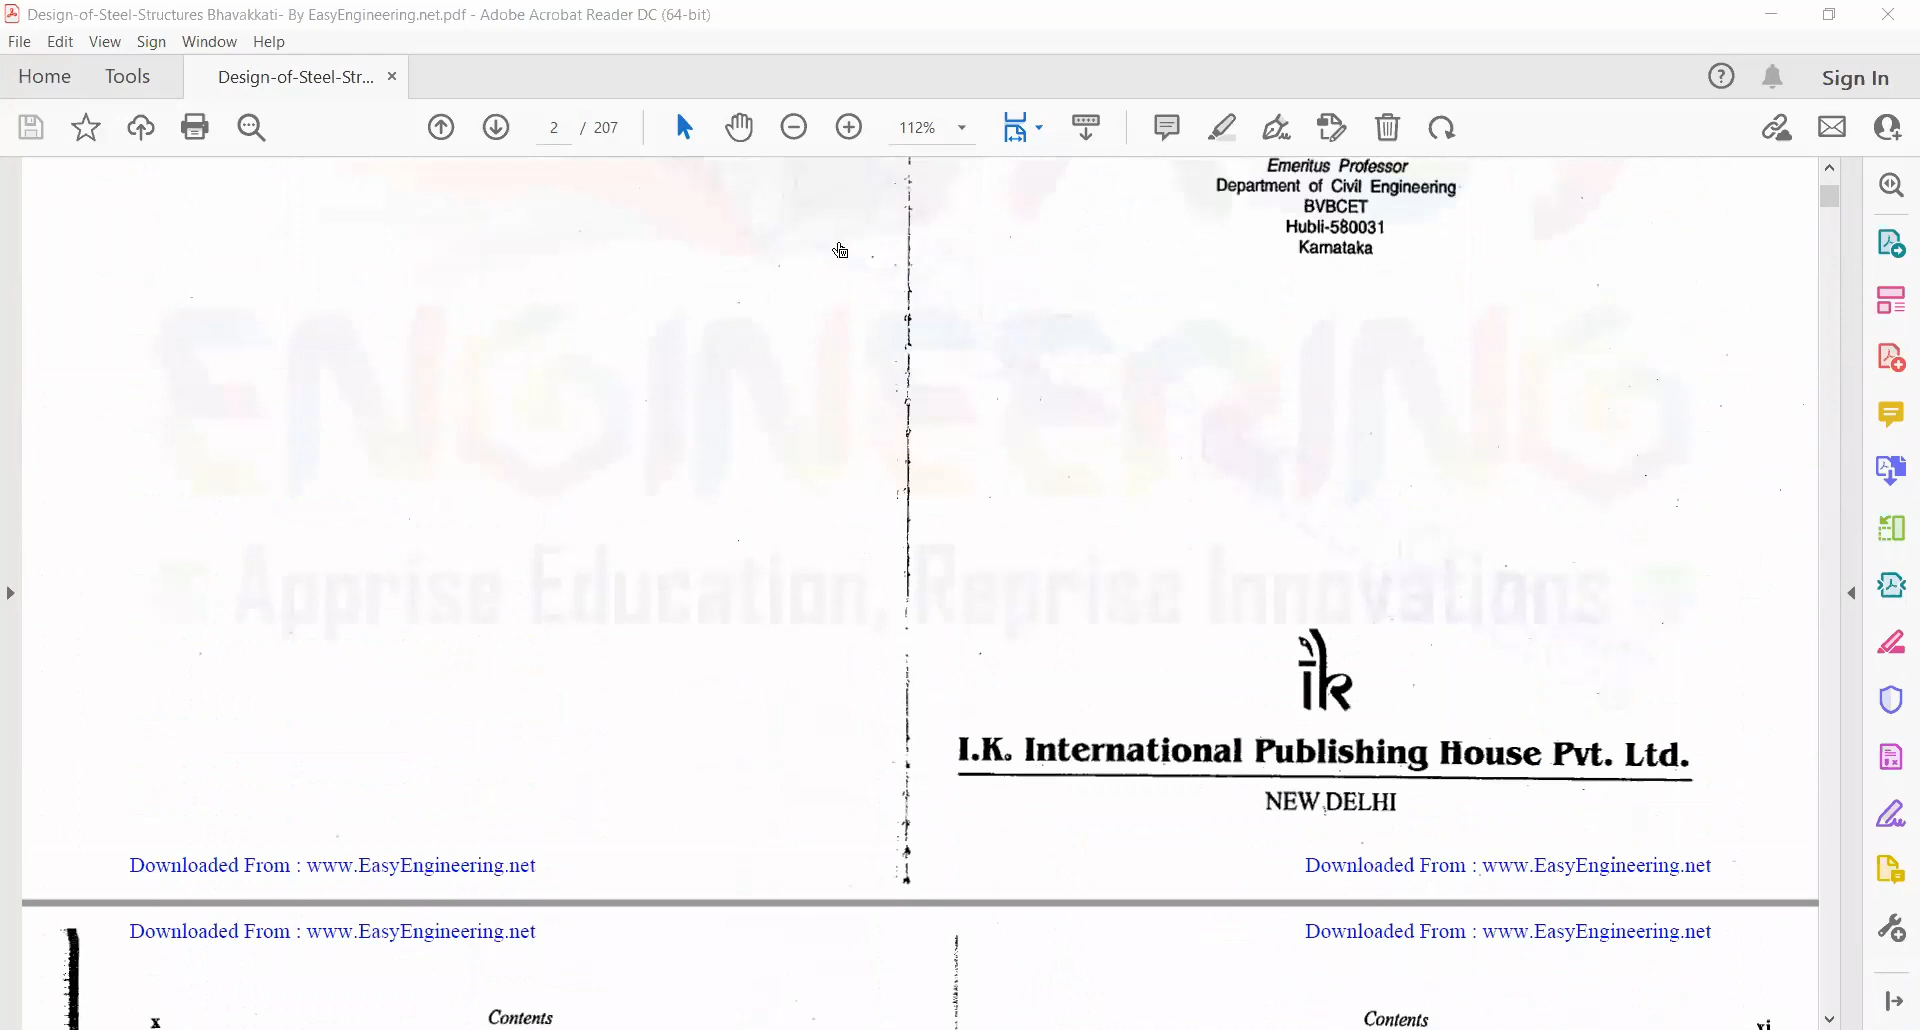 Design-of-Steel-Structures Bhavakkati- By EasyEngineering.net.pdf - Adobe Acrobat Reader DC (64-bit)
File Edit View Sign Window Help
Home Tools Design-of-Steel-Str... Sign In
2 / 207 112%
Emeritus Professor
Department of Civil Engineering
BVBCET
Hubli-580031
Karnataka
ENGINEERING
Apprise Education, Reprise Innovations
ik
I.K. International Publishing House Pvt. Ltd.
NEW DELHI
Downloaded From : www.EasyEngineering.net Downloaded From : www.EasyEngineering.net
Downloaded From : www.EasyEngineering.net Downloaded From : www.EasyEngineering.net
x Contents Contents xi